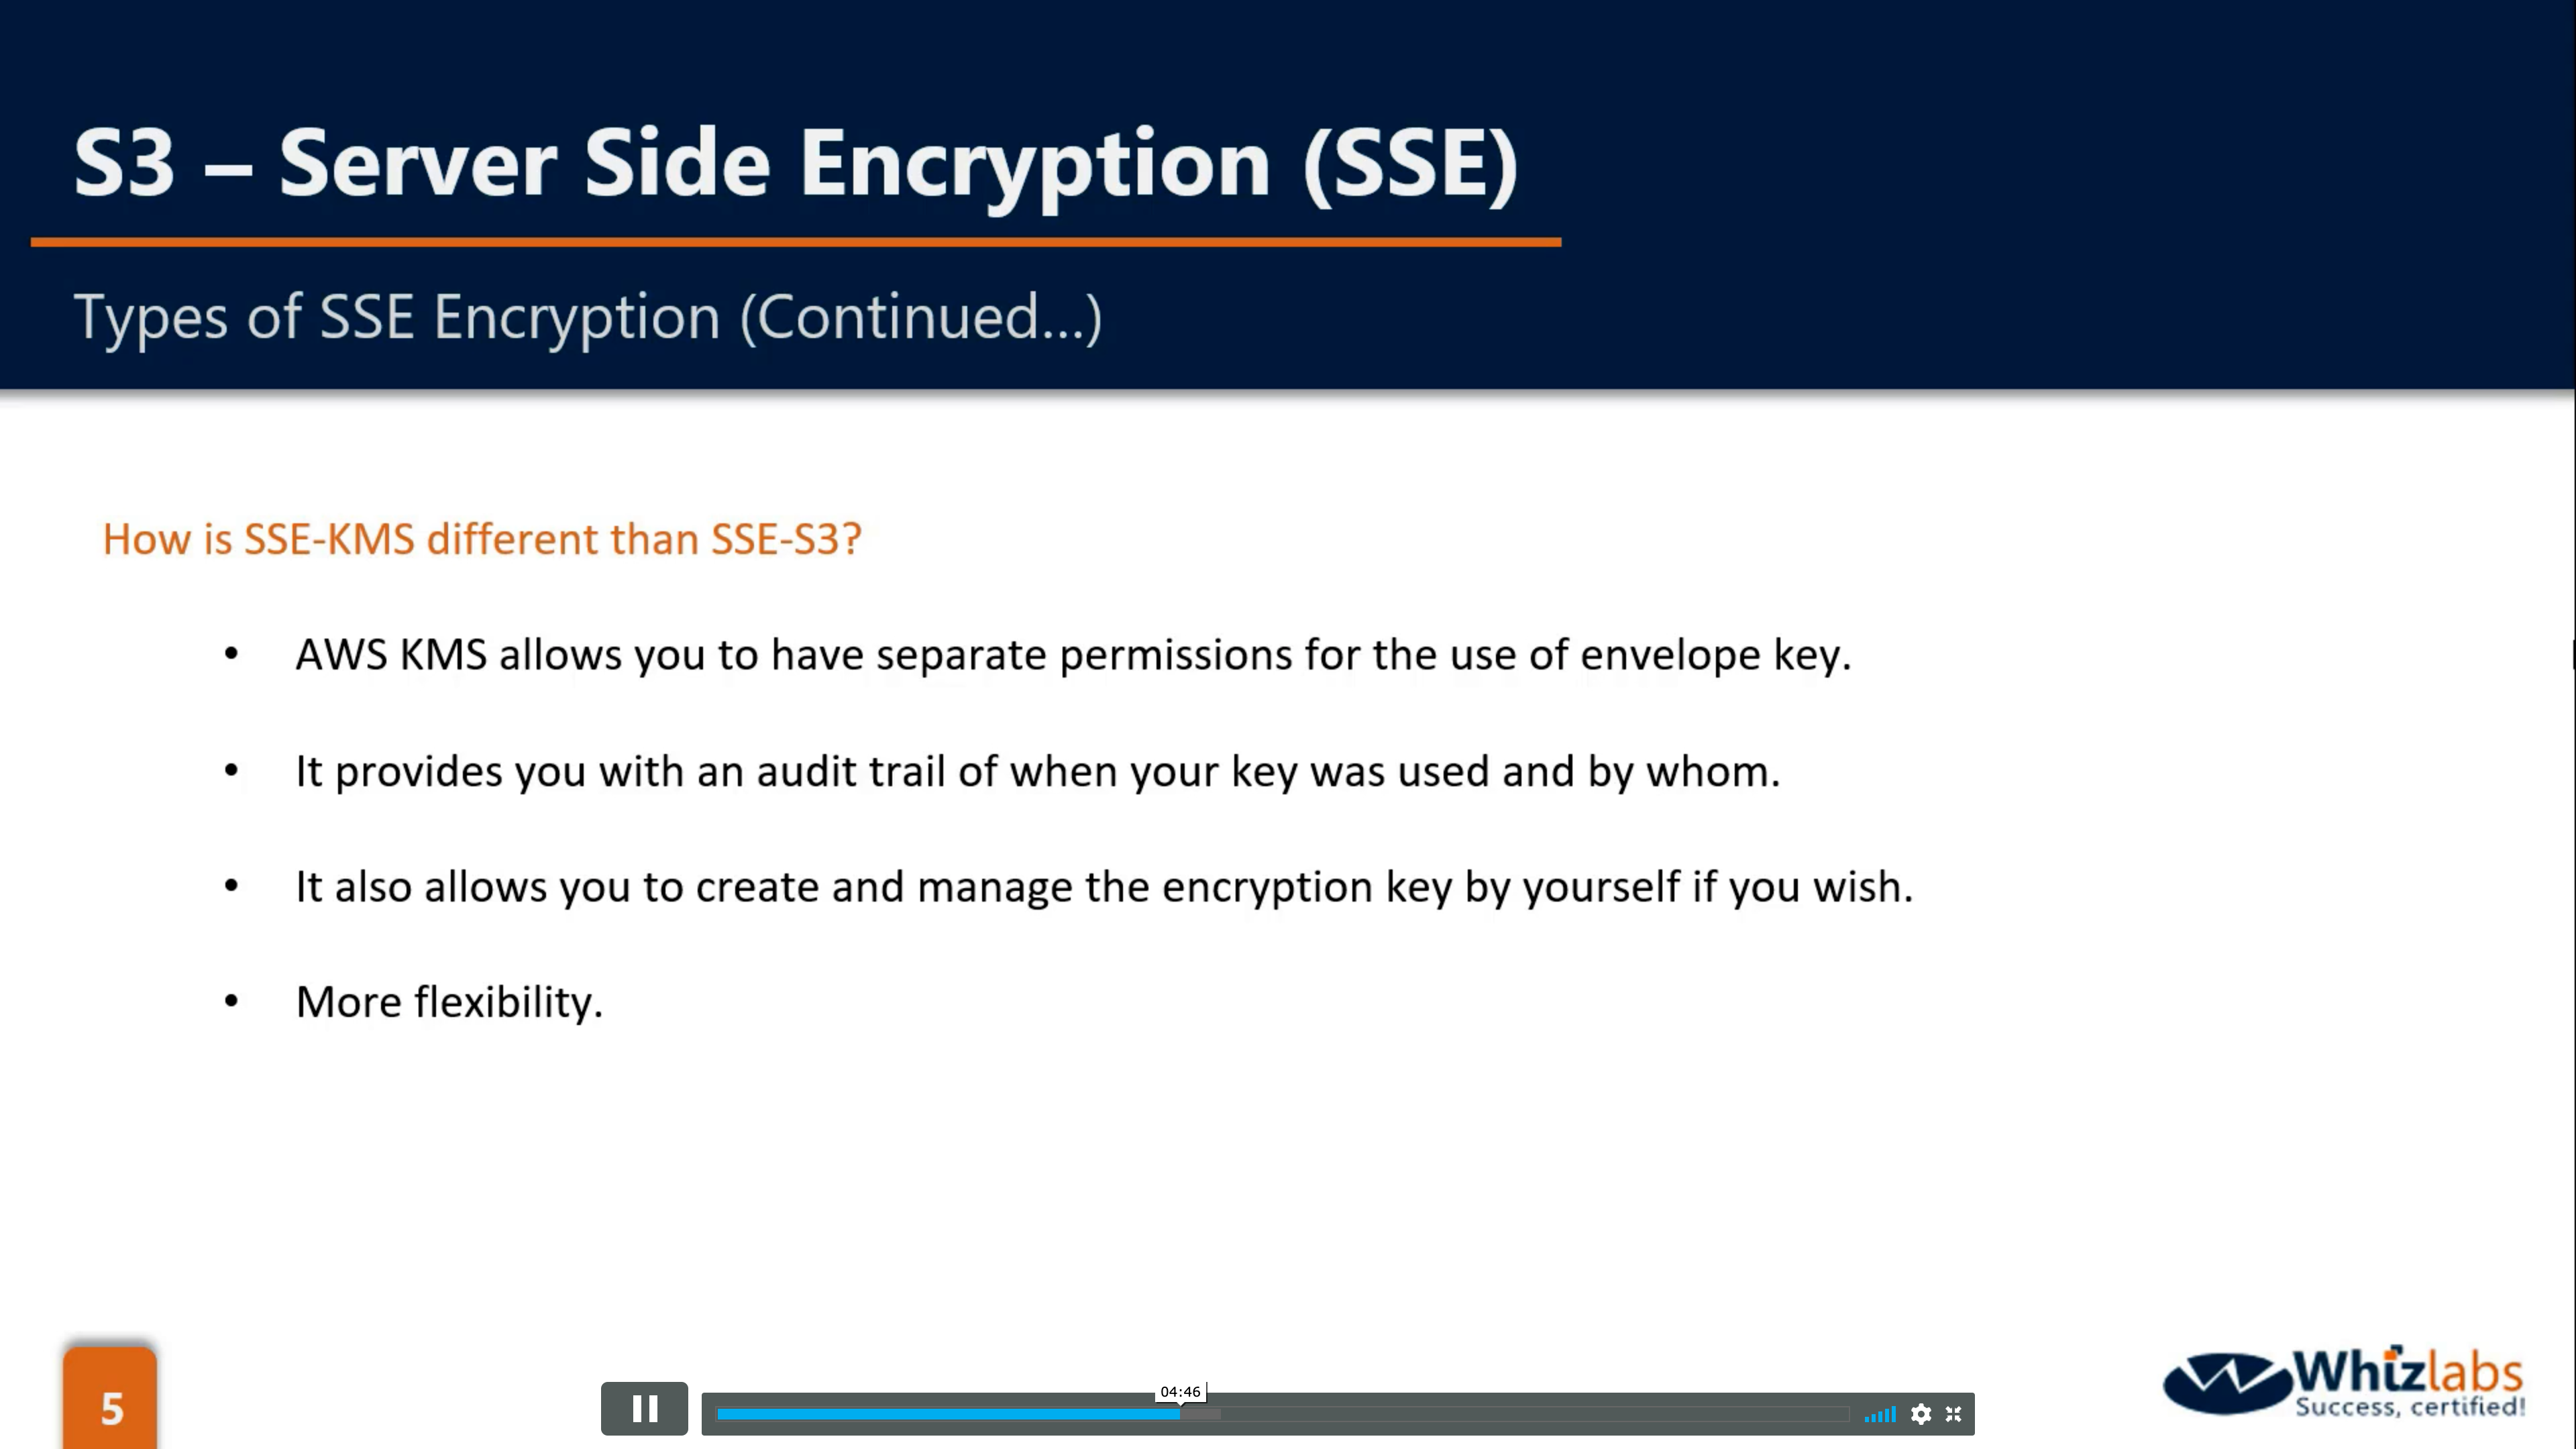 S3 – Server Side Encryption (SSE)
Types of SSE Encryption (Continued...)
How is SSE-KMS different than SSE-S3?
• AWS KMS allows you to have separate permissions for the use of envelope key.
• It provides you with an audit trail of when your key was used and by whom.
• It also allows you to create and manage the encryption key by yourself if you wish.
• More flexibility.
5
04:46
Whizlabs
Success, certified!